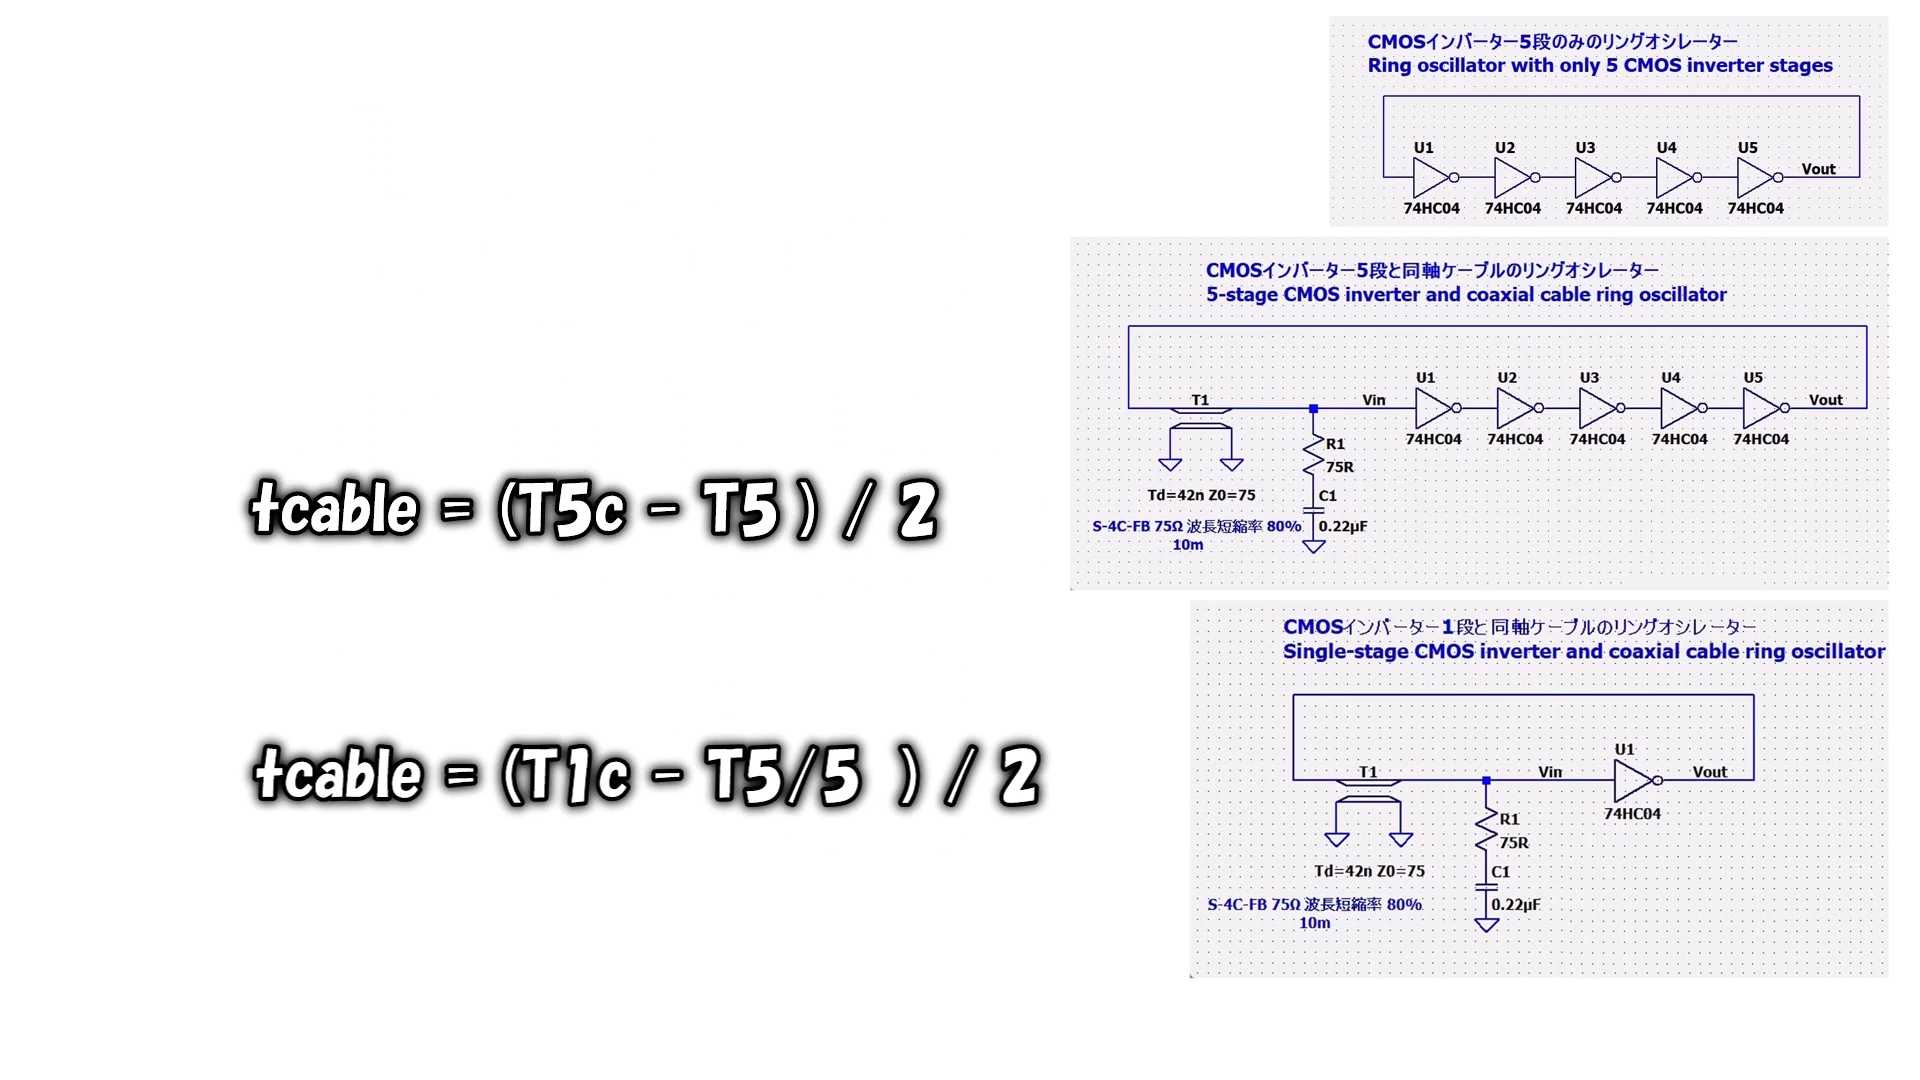 CMOSインバーター5段のみのリングオシレーター
Ring oscillator with only 5 CMOS inverter stages
U1 U2 U3 U4 U5
Vout
74HC04 74HC04 74HC04 74HC04 74HC04
CMOSインバーター5段と同軸ケーブルのリングオシレーター
5-stage CMOS inverter and coaxial cable ring oscillator
U1 U2 U3 U4 U5
T1 Vin Vout
74HC04 74HC04 74HC04 74HC04 74HC04
R1
75R
Td=42n Z0=75
C1
S-4C-FB 75Ω 波長短縮率 80%
0.22µF
10m
tcable = (T5c - T5 ) / 2
CMOSインバーター1段と同軸ケーブルのリングオシレーター
Single-stage CMOS inverter and coaxial cable ring oscillator
U1
T1 Vin Vout
74HC04
R1
75R
Td=42n Z0=75
C1
S-4C-FB 75Ω 波長短縮率 80%
0.22µF
10m
tcable = (T1c - T5/5 ) / 2